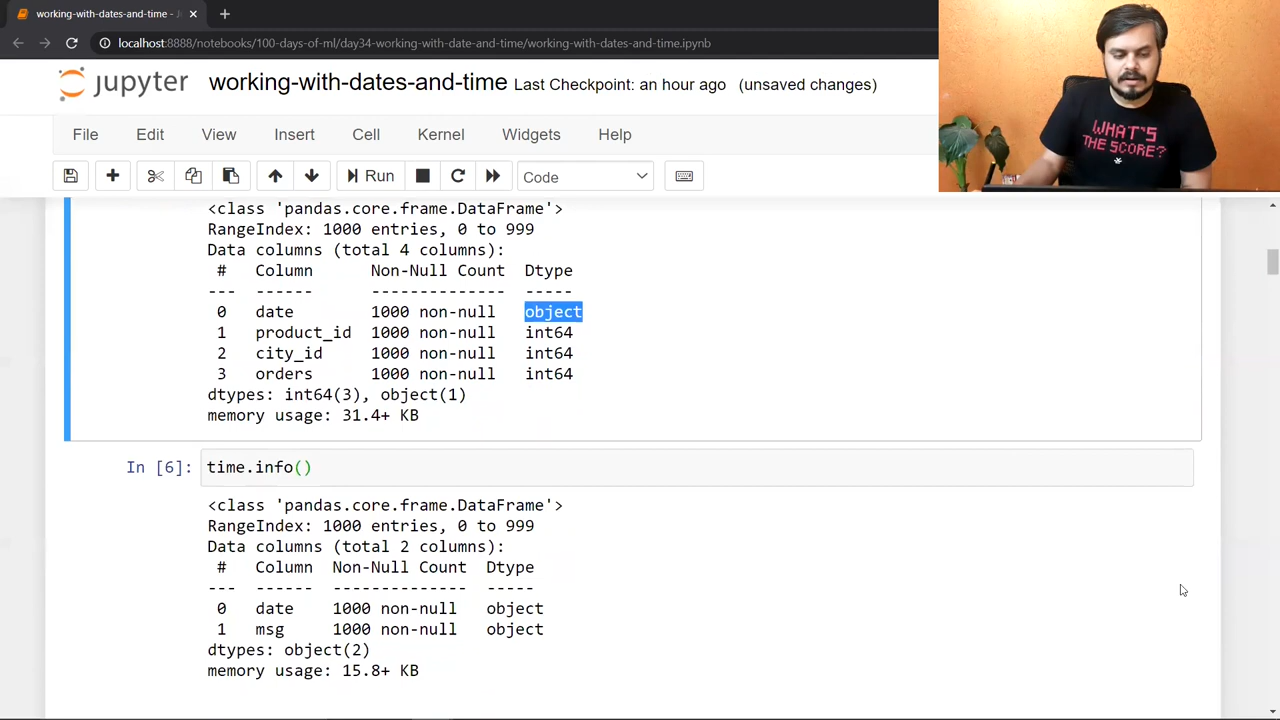 working-with-dates-and-time - J
localhost:8888/notebooks/100-days-of-ml/day34-working-with-date-and-time/working-with-dates-and-time.ipynb
jupyter working-with-dates-and-time Last Checkpoint: an hour ago (unsaved changes)
WHAT'S
THE SCORE?
File Edit View Insert Cell Kernel Widgets Help
Run Code
<class 'pandas.core.frame.DataFrame'>
RangeIndex: 1000 entries, 0 to 999
Data columns (total 4 columns):
# Column Non-Null Count Dtype
--- ------ -------------- -----
0 date 1000 non-null object
1 product_id 1000 non-null int64
2 city_id 1000 non-null int64
3 orders 1000 non-null int64
dtypes: int64(3), object(1)
memory usage: 31.4+ KB
In [6]: time.info()
<class 'pandas.core.frame.DataFrame'>
RangeIndex: 1000 entries, 0 to 999
Data columns (total 2 columns):
# Column Non-Null Count Dtype
--- ------ -------------- -----
0 date 1000 non-null object
1 msg 1000 non-null object
dtypes: object(2)
memory usage: 15.8+ KB